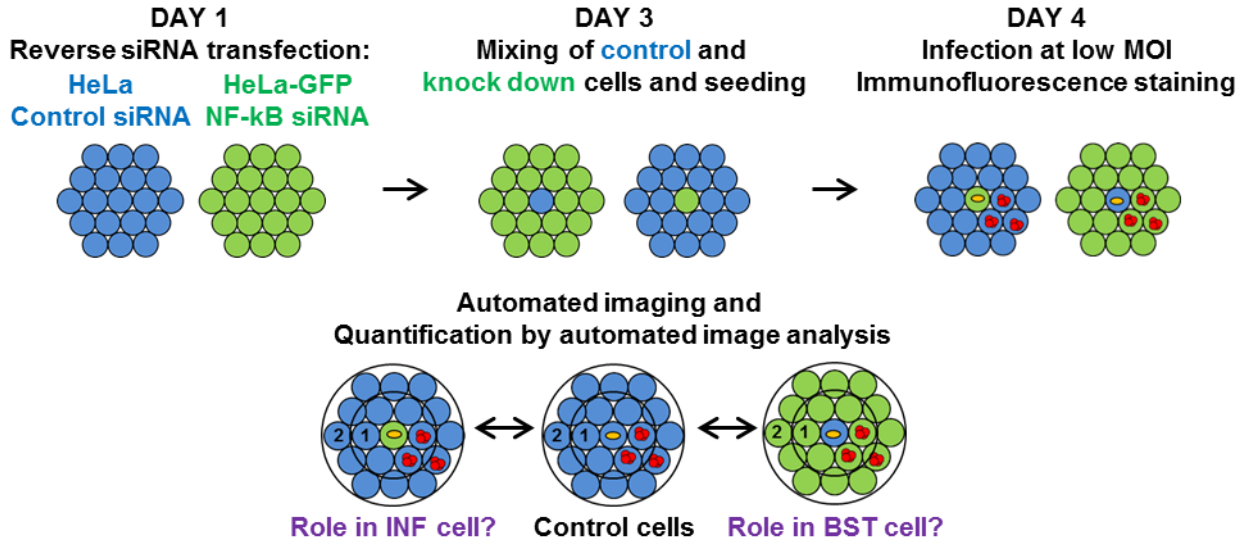 DAY 1
Reverse siRNA transfection:
HeLa
Control siRNA
HeLa-GFP
NF-kB siRNA
DAY 3
Mixing of control and
knock down cells and seeding
DAY 4
Infection at low MOI
Immunofluorescence staining
Automated imaging and
Quantification by automated image analysis
2 1
Role in INF cell?
2 1
Control cells
2 1
Role in BST cell?